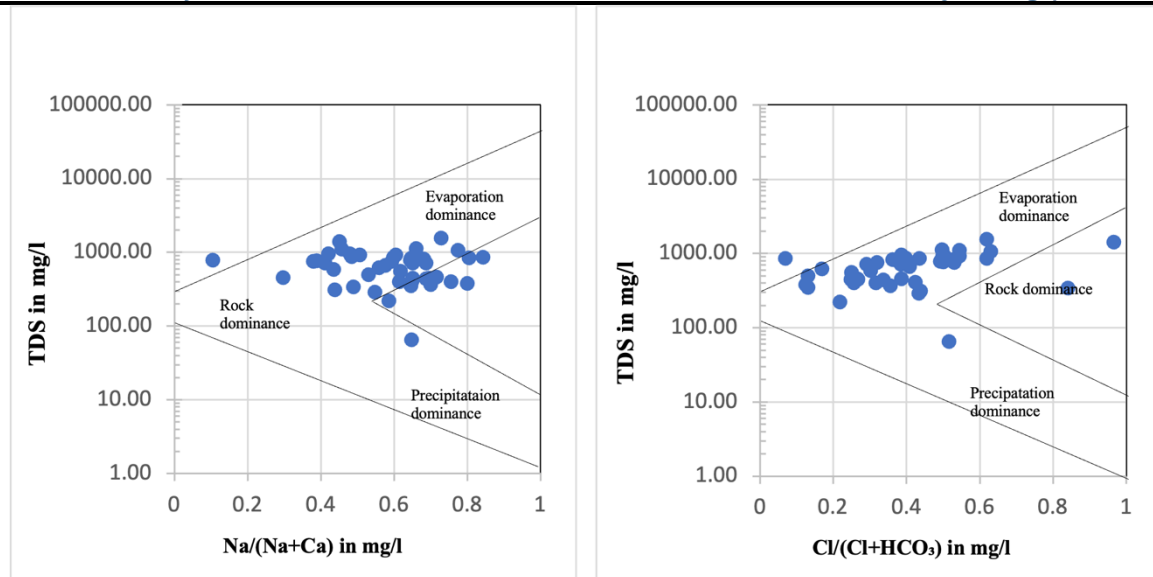 100000.00
10000.00
1000.00
100.00
10.00
1.00
TDS in mg/l
Evaporation
dominance
Rock
dominance
Precipitataion
dominance
0 0.2 0.4 0.6 0.8 1
Na/(Na+Ca) in mg/l
100000.00
10000.00
1000.00
100.00
10.00
1.00
TDS in mg/l
Evaporation
dominance
Rock dominance
Precipatation
dominance
0 0.2 0.4 0.6 0.8 1
Cl/(Cl+HCO₃) in mg/l